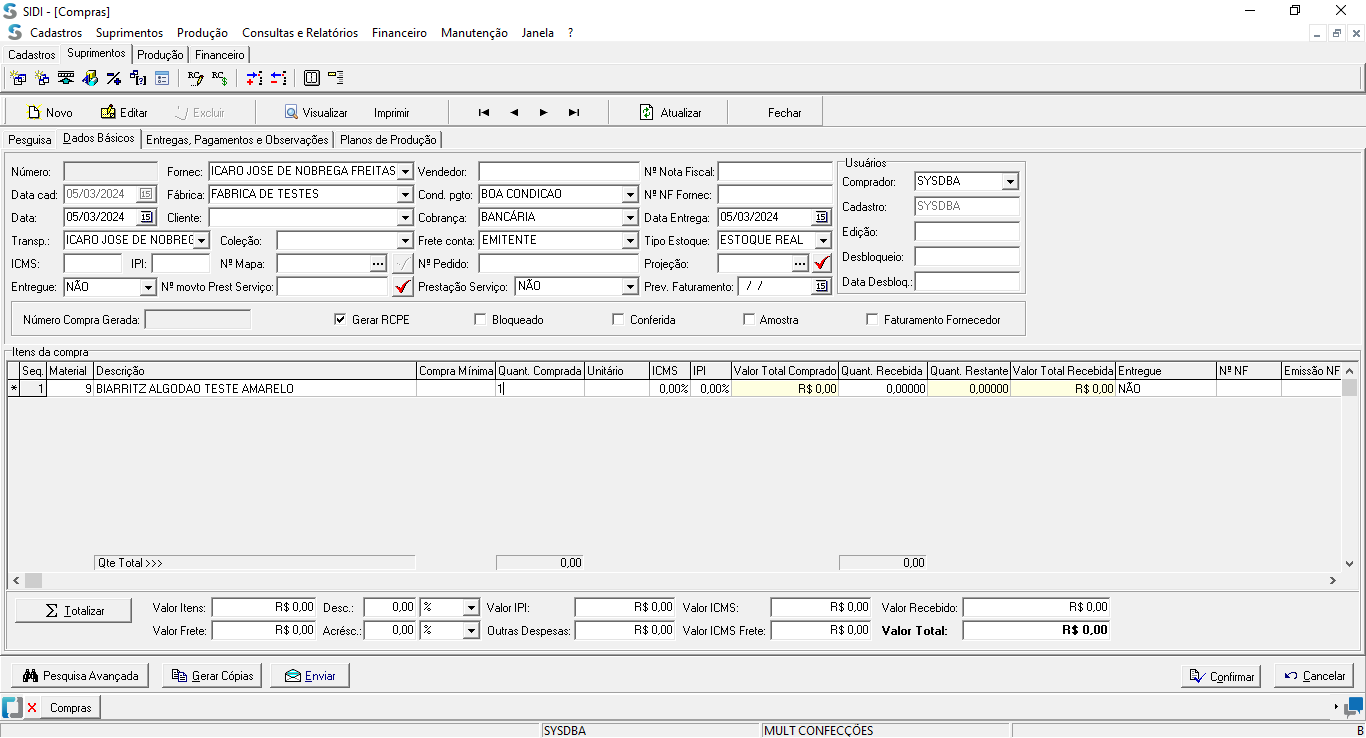 SIDI - [Compras]
Cadastros Suprimentos Produção Consultas e Relatórios Financeiro Manutenção Janela ?
Cadastros Suprimentos Produção Financeiro
Novo Editar Excluir Visualizar Imprimir Atualizar Fechar
Pesquisa Dados Básicos Entregas, Pagamentos e Observações Planos de Produção
Usuários
Número: Fornec: ICARO JOSE DE NOBREGA FREITAS Vendedor: Nº Nota Fiscal: Comprador: SYSDBA
Data cad: 05/03/2024 15 Fábrica: FABRICA DE TESTES Cond. pgto: BOA CONDICAO Nº NF Fornec: Cadastro: SYSDBA
Data: 05/03/2024 15 Cliente: Cobrança: BANCÁRIA Data Entrega: 05/03/2024 15 Edição:
Transp.: ICARO JOSE DE NOBREG Coleção: Frete conta: EMITENTE Tipo Estoque: ESTOQUE REAL
ICMS: IPI: Nº Mapa: ... Nº Pedido: Projeção: ... Desbloqueio:
Entregue: NÃO Nº movto Prest Serviço: Prestação Serviço: NÃO Prev. Faturamento: / / 15 Data Desbloq.:
Número Compra Gerada: Gerar RCPE Bloqueado Conferida Amostra Faturamento Fornecedor
Itens da compra
Seq. Material Descrição Compra Mínima Quant. Comprada Unitário ICMS IPI Valor Total Comprado Quant. Recebida Quant. Restante Valor Total Recebida Entregue Nº NF Emissão NF
* 1 9 BIARRITZ ALGODAO TESTE AMARELO 1 0,00% 0,00% R$ 0,00 0,00000 0,00000 R$ 0,00 NÃO
Qte Total >>> 0,00 0,00
Σ Totalizar Valor Itens: R$ 0,00 Desc.: 0,00 % Valor IPI: R$ 0,00 Valor ICMS: R$ 0,00 Valor Recebido: R$ 0,00
Valor Frete: R$ 0,00 Acrésc.: 0,00 % Outras Despesas: R$ 0,00 Valor ICMS Frete: R$ 0,00 Valor Total: R$ 0,00
Pesquisa Avançada Gerar Cópias Enviar Confirmar Cancelar
Compras
SYSDBA MULT CONFECÇÕES B